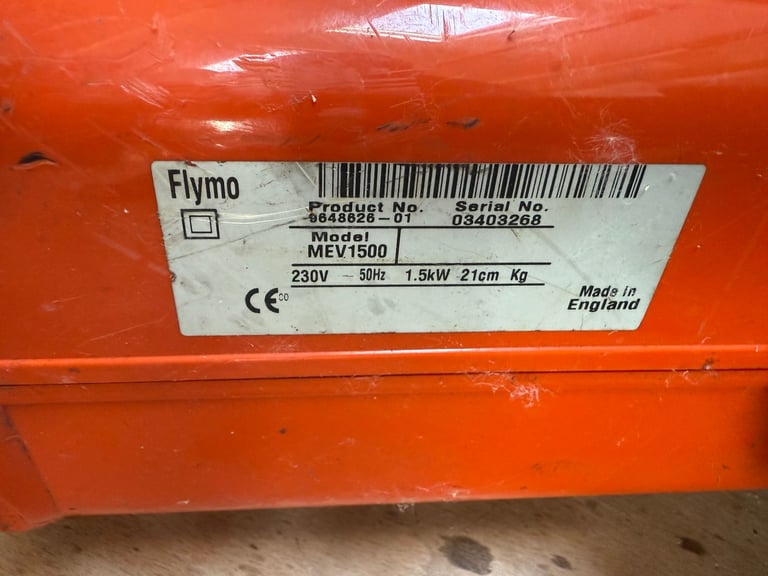 Flymo
Product No. Serial No.
9648626-01 03403268
Model
MEV1500
230V ~ 50Hz 1.5kW 21cm Kg
CE 00
Made in
England